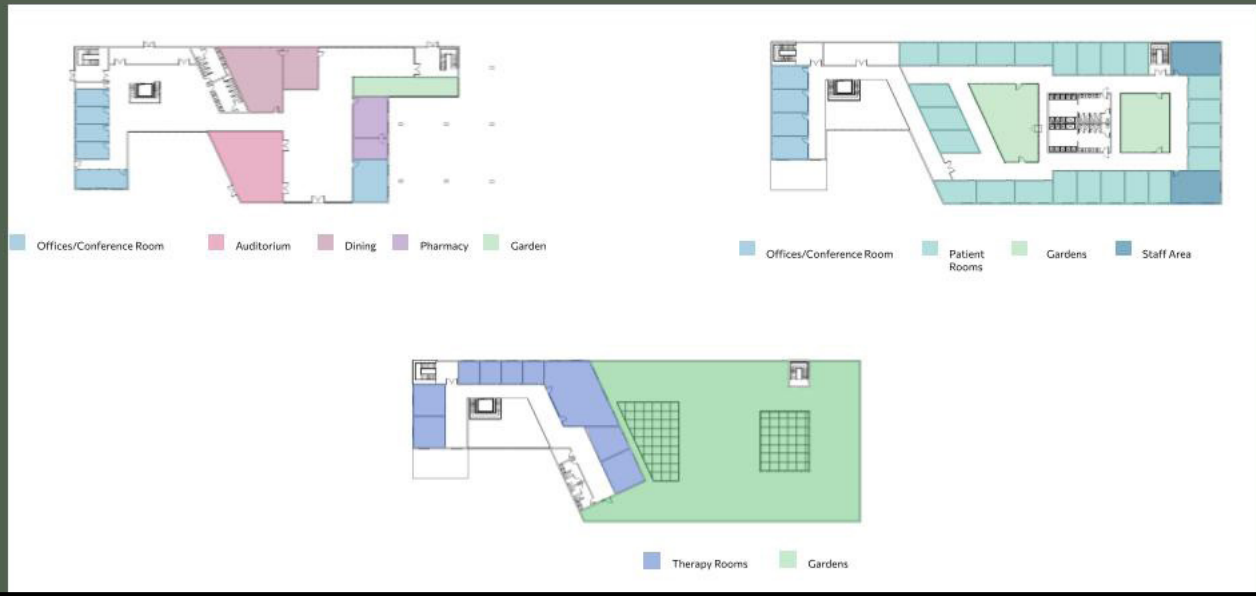 Offices/Conference Room
Auditorium
Dining
Pharmacy
Garden
Offices/Conference Room
Patient
Rooms
Gardens
Staff Area
Therapy Rooms
Gardens